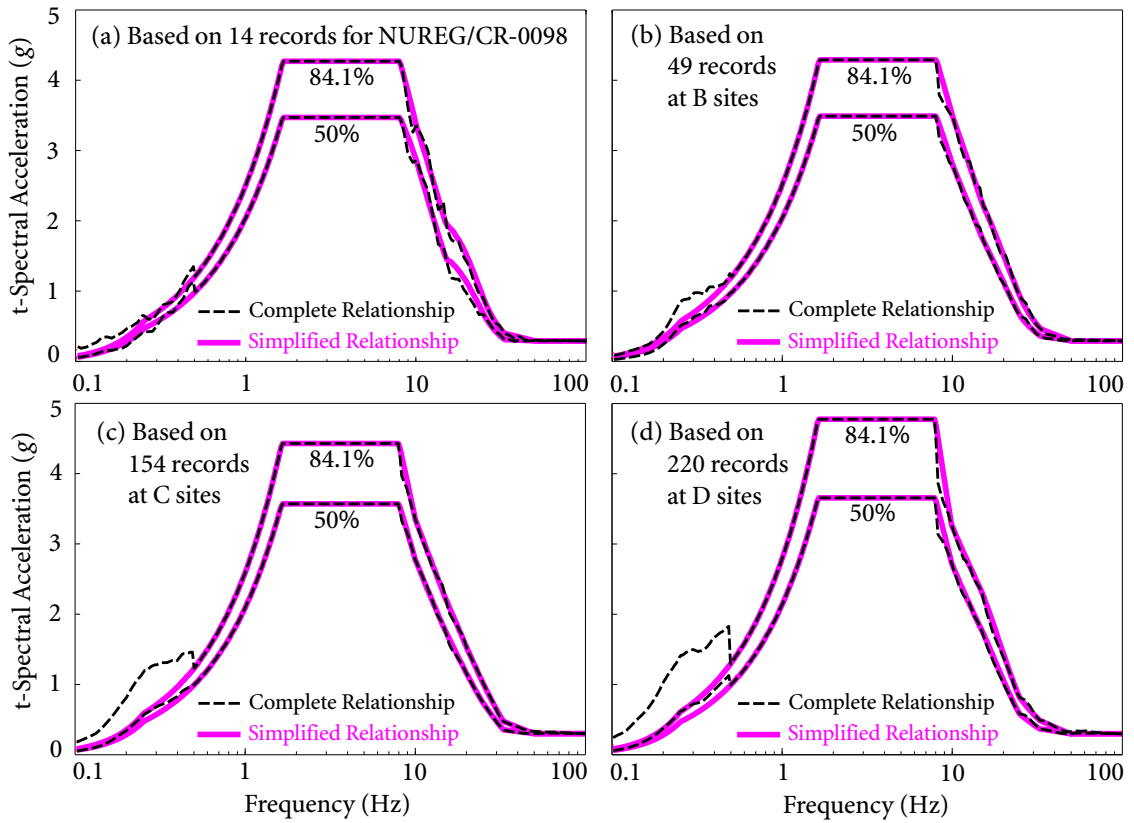 t-Spectral Acceleration (g)
5
4
3
2
1
0
(a) Based on 14 records for NUREG/CR-0098
84.1%
50%
Complete Relationship
Simplified Relationship
0.1 1 10 100
(b) Based on
49 records
at B sites
84.1%
50%
Complete Relationship
Simplified Relationship
0.1 1 10 100
t-Spectral Acceleration (g)
5
4
3
2
1
0
(c) Based on
154 records
at C sites
84.1%
50%
Complete Relationship
Simplified Relationship
0.1 1 10 100
Frequency (Hz)
(d) Based on
220 records
at D sites
84.1%
50%
Complete Relationship
Simplified Relationship
0.1 1 10 100
Frequency (Hz)